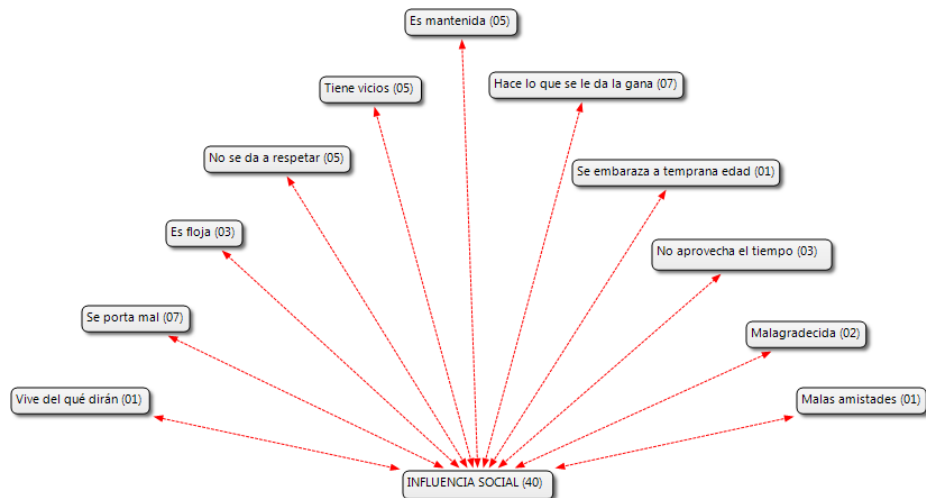 Es mantenida (05)
Tiene vicios (05)
Hace lo que se le da la gana (07)
No se da a respetar (05)
Se embaraza a temprana edad (01)
Es floja (03)
No aprovecha el tiempo (03)
Se porta mal (07)
Malagradecida (02)
Vive del qué dirán (01)
Malas amistades (01)
INFLUENCIA SOCIAL (40)